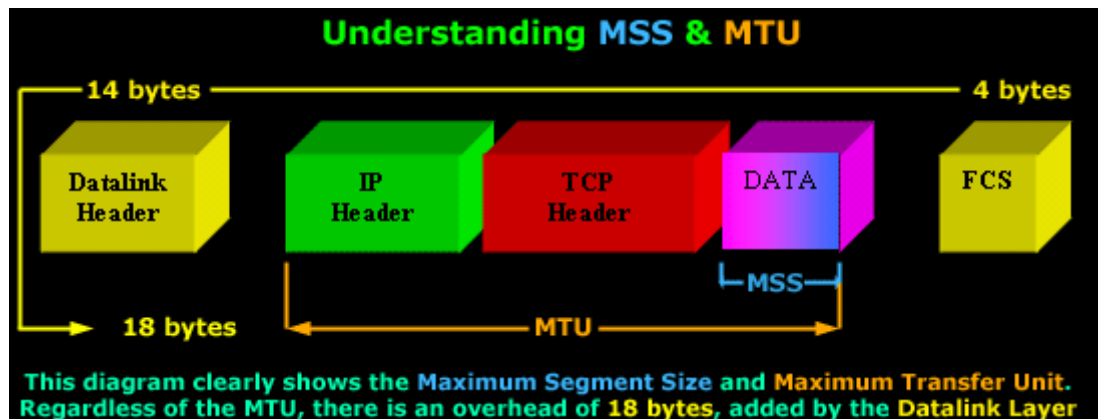 Understanding MSS & MTU
14 bytes
4 bytes
Datalink
Header
IP
Header
TCP
Header
DATA
FCS
MSS
18 bytes
MTU
This diagram clearly shows the Maximum Segment Size and Maximum Transfer Unit.
Regardless of the MTU, there is an overhead of 18 bytes, added by the Datalink Layer